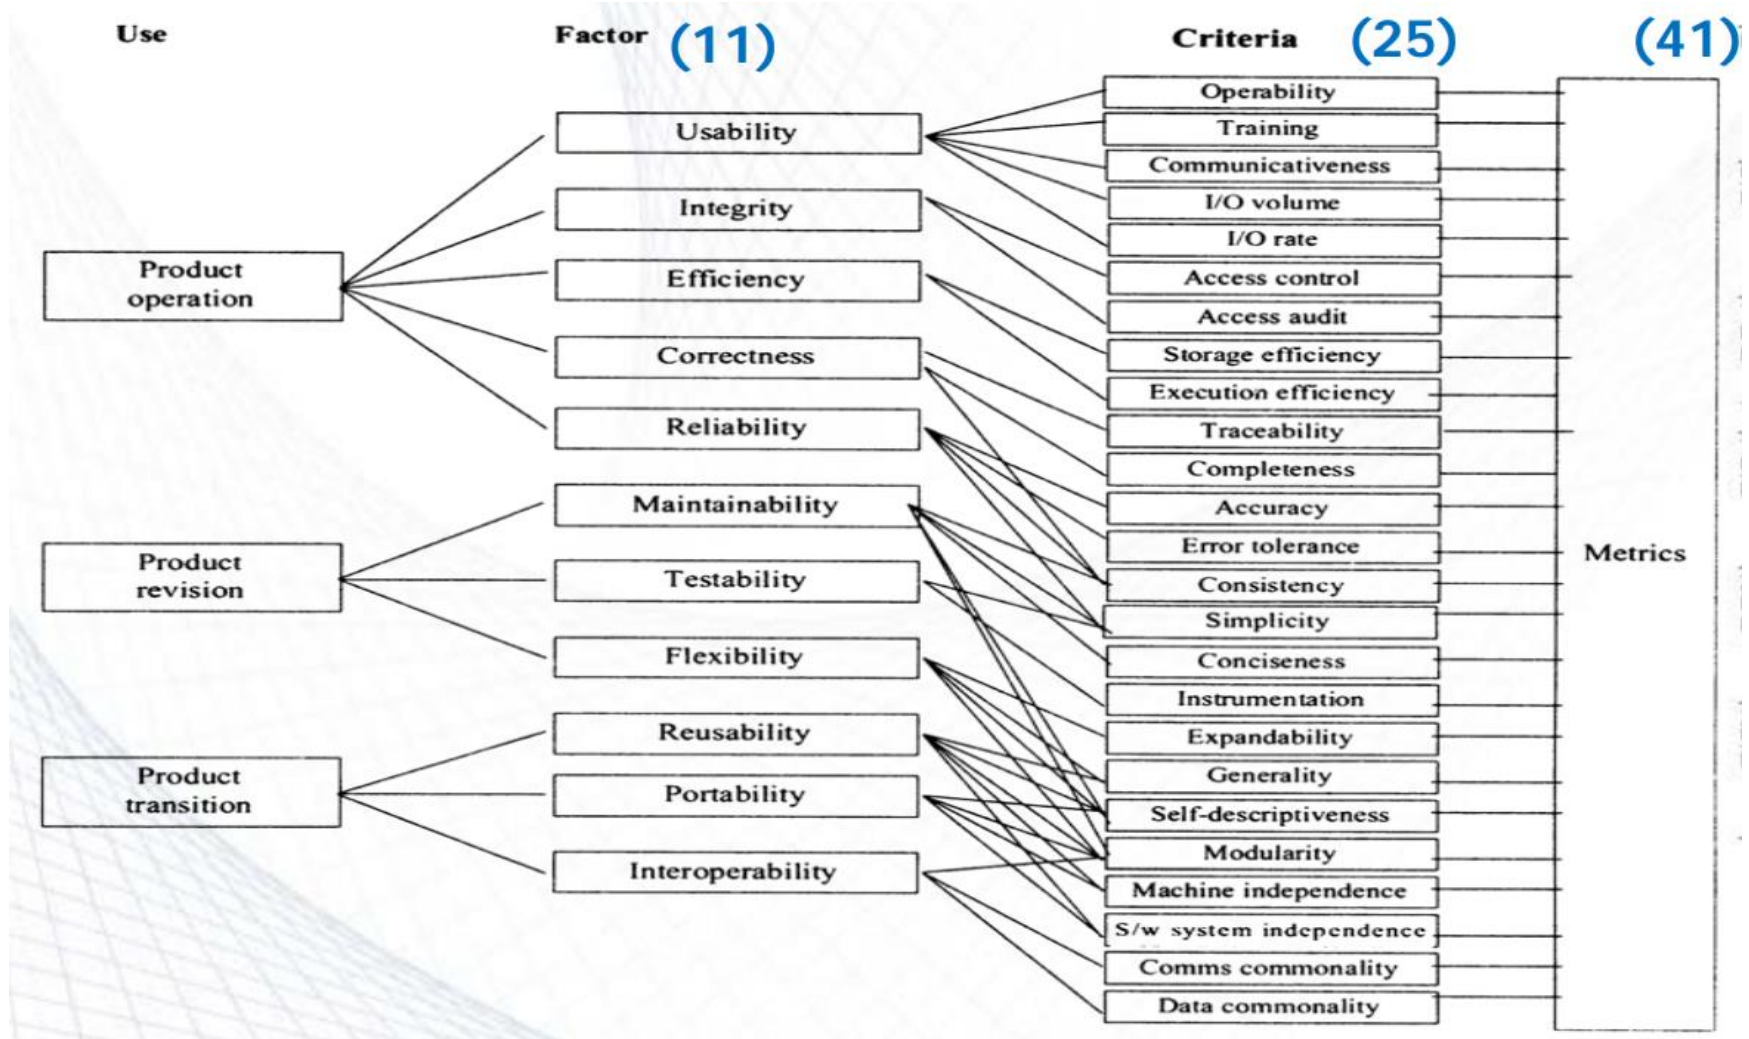 Use
Factor (11)
Criteria (25)
(41)
Product
operation
Product
revision
Product
transition
Usability
Integrity
Efficiency
Correctness
Reliability
Maintainability
Testability
Flexibility
Reusability
Portability
Interoperability
Operability
Training
Communicativeness
I/O volume
I/O rate
Access control
Access audit
Storage efficiency
Execution efficiency
Traceability
Completeness
Accuracy
Error tolerance
Consistency
Simplicity
Conciseness
Instrumentation
Expandability
Generality
Self-descriptiveness
Modularity
Machine independence
S/w system independence
Comms commonality
Data commonality
Metrics